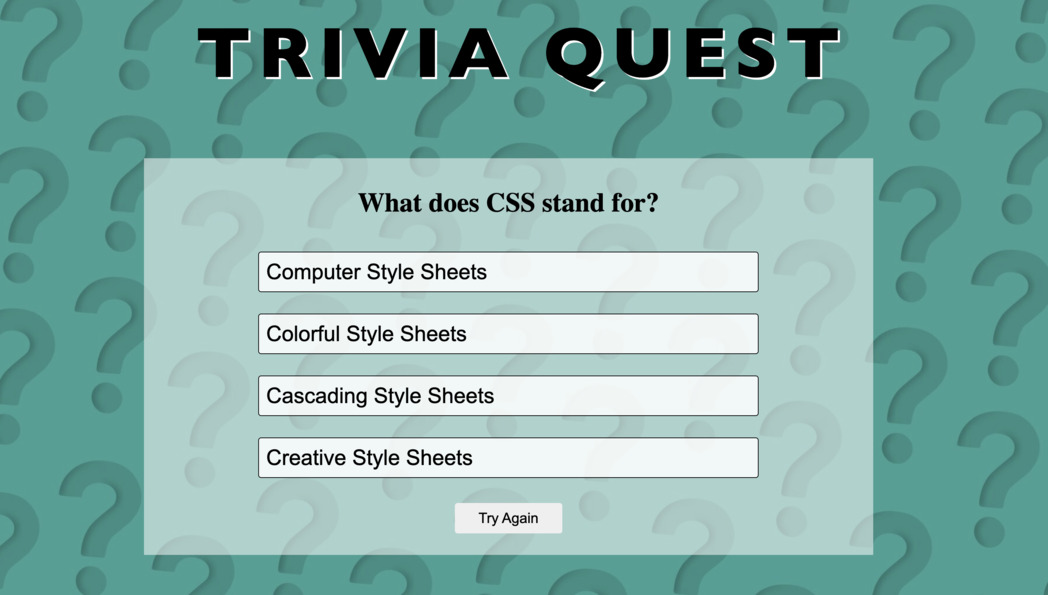 TRIVIA QUEST
What does CSS stand for?
Computer Style Sheets
Colorful Style Sheets
Cascading Style Sheets
Creative Style Sheets
Try Again